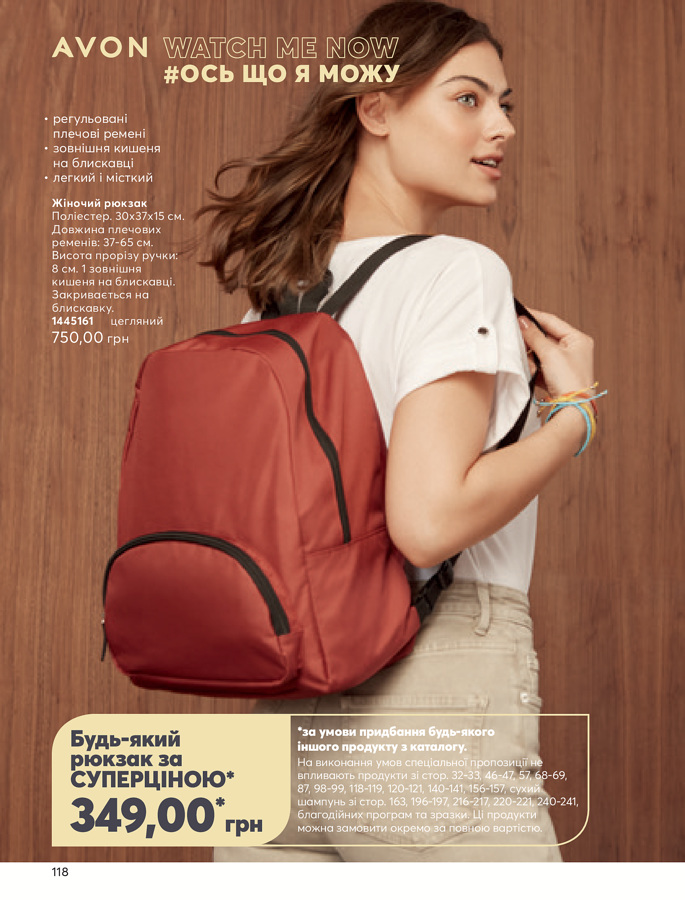 AVON WATCH ME NOW
#ОСЬ ЩО Я МОЖУ
• регульовані
плечові ремені
• зовнішня кишеня
на блискавці
• легкий і місткий
Жіночий рюкзак
Поліестер. 30х37х15 см.
Довжина плечових
ременів: 37-65 см.
Висота прорізу ручки:
8 см. 1 зовнішня
кишеня на блискавці.
Закривається на
блискавку.
1445161 цегляний
750,00 грн
Будь-який
рюкзак за
СУПЕРЦІНОЮ*
349,00* грн
*за умови придбання будь-якого
іншого продукту з каталогу.
На виконання умов спеціальної пропозиції не
впливають продукти зі стор. 32-33, 46-47, 57, 68-69,
87, 98-99, 118-119, 120-121, 140-141, 156-157, сухий
шампунь зі стор. 163, 196-197, 216-217, 220-221, 240-241,
благодійних програм та зразки. Ці продукти
можна замовити окремо за повною вартістю.
118